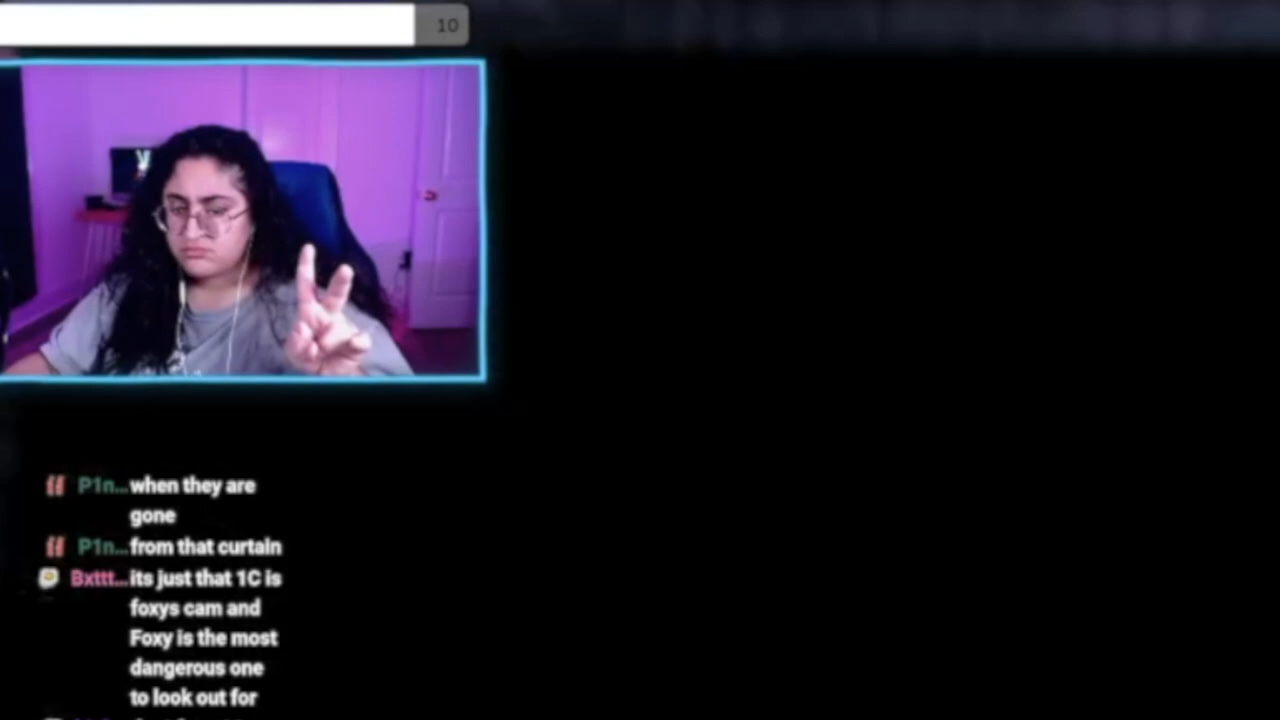 10
P1n...when they are
gone
P1n...from that curtain
Bxttt...its just that 1C is
foxys cam and
Foxy is the most
dangerous one
to look out for